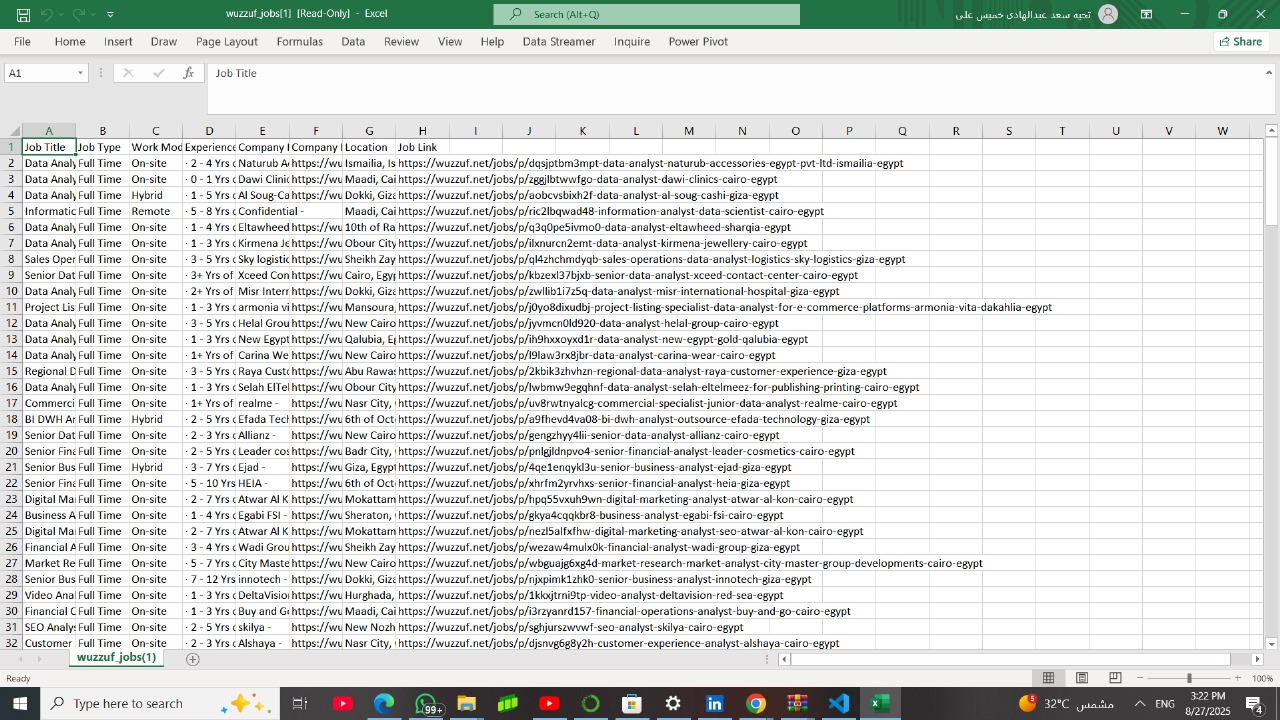 wuzzuf_jobs[1] [Read-Only] - Excel
Search (Alt+Q)
تحيه سعد عبدالهادى خميس على
File Home Insert Draw Page Layout Formulas Data Review View Help Data Streamer Inquire Power Pivot Share
A1 fx Job Title
A B C D E F G H I J K L M N O P Q R S T U V W
1 Job Title Job Type Work Mod Experience Company Company Location Job Link
2 Data Analy Full Time On-site · 2 - 4 Yrs o Naturub Ac https://wu Ismailia, Is https://wuzzuf.net/jobs/p/dqsjptbm3mpt-data-analyst-naturub-accessories-egypt-pvt-ltd-ismailia-egypt
3 Data Analy Full Time On-site · 0 - 1 Yrs o Dawi Clinic https://wu Maadi, Cai https://wuzzuf.net/jobs/p/zggjlbtwwfgo-data-analyst-dawi-clinics-cairo-egypt
4 Data Analy Full Time Hybrid · 1 - 5 Yrs o Al Soug-Ca https://wu Dokki, Giza https://wuzzuf.net/jobs/p/aobcvsbixh2f-data-analyst-al-soug-cashi-giza-egypt
5 Informatic Full Time Remote · 5 - 8 Yrs o Confidential - Maadi, Cai https://wuzzuf.net/jobs/p/ric2lbqwad48-information-analyst-data-scientist-cairo-egypt
6 Data Analy Full Time On-site · 1 - 4 Yrs o Eltawheed https://wu 10th of Ra https://wuzzuf.net/jobs/p/q3q0pe5ivmo0-data-analyst-eltawheed-sharqia-egypt
7 Data Analy Full Time On-site · 1 - 3 Yrs o Kirmena Je https://wu Obour City https://wuzzuf.net/jobs/p/ilxnurcn2emt-data-analyst-kirmena-jewellery-cairo-egypt
8 Sales Oper Full Time On-site · 3 - 5 Yrs o Sky logistic https://wu Sheikh Zay https://wuzzuf.net/jobs/p/ql4zhchmdyqb-sales-operations-data-analyst-logistics-sky-logistics-giza-egypt
9 Senior Dat Full Time On-site · 3+ Yrs of Xceed Con https://wu Cairo, Egyp https://wuzzuf.net/jobs/p/kbzexl37bjxb-senior-data-analyst-xceed-contact-center-cairo-egypt
10 Data Analy Full Time On-site · 2+ Yrs of Misr Intern https://wu Dokki, Giza https://wuzzuf.net/jobs/p/zwllib1i7z5q-data-analyst-misr-international-hospital-giza-egypt
11 Project Lis Full Time On-site · 1 - 3 Yrs o armonia vi https://wu Mansoura, https://wuzzuf.net/jobs/p/j0yo8dixudbj-project-listing-specialist-data-analyst-for-e-commerce-platforms-armonia-vita-dakahlia-egypt
12 Data Analy Full Time On-site · 3 - 5 Yrs o Helal Grou https://wu New Cairo https://wuzzuf.net/jobs/p/jyvmcn0ld920-data-analyst-helal-group-cairo-egypt
13 Data Analy Full Time On-site · 1 - 3 Yrs o New Egypt https://wu Qalubia, Eg https://wuzzuf.net/jobs/p/ih9hxxoyxd1r-data-analyst-new-egypt-gold-qalubia-egypt
14 Data Analy Full Time On-site · 1+ Yrs of Carina We https://wu New Cairo https://wuzzuf.net/jobs/p/l9law3rx8jbr-data-analyst-carina-wear-cairo-egypt
15 Regional D Full Time On-site · 3 - 5 Yrs o Raya Custo https://wu Abu Rawas https://wuzzuf.net/jobs/p/2kbik3zhvhzn-regional-data-analyst-raya-customer-experience-giza-egypt
16 Data Analy Full Time On-site · 1 - 3 Yrs o Selah ElTel https://wu Obour City https://wuzzuf.net/jobs/p/lwbmw9egqhnf-data-analyst-selah-eltelmeez-for-publishing-printing-cairo-egypt
17 Commerci Full Time On-site · 1+ Yrs of realme - https://wu Nasr City, https://wuzzuf.net/jobs/p/uv8rwtnyalcg-commercial-specialist-junior-data-analyst-realme-cairo-egypt
18 BI DWH Ar Full Time Hybrid · 2 - 5 Yrs o Efada Tech https://wu 6th of Octo https://wuzzuf.net/jobs/p/a9fhevd4va08-bi-dwh-analyst-outsource-efada-technology-giza-egypt
19 Senior Dat Full Time On-site · 2 - 3 Yrs o Allianz - https://wu New Cairo https://wuzzuf.net/jobs/p/gengzhyy4lii-senior-data-analyst-allianz-cairo-egypt
20 Senior Fina Full Time On-site · 2 - 5 Yrs o Leader cos https://wu Badr City, https://wuzzuf.net/jobs/p/pnlgjldnpvo4-senior-financial-analyst-leader-cosmetics-cairo-egypt
21 Senior Bus Full Time Hybrid · 3 - 7 Yrs o Ejad - https://wu Giza, Egypt https://wuzzuf.net/jobs/p/4qe1enqykl3u-senior-business-analyst-ejad-giza-egypt
22 Senior Fina Full Time On-site · 5 - 10 Yrs HEIA - https://wu 6th of Octo https://wuzzuf.net/jobs/p/xhrfm2yrvhxs-senior-financial-analyst-heia-giza-egypt
23 Digital Mar Full Time On-site · 2 - 7 Yrs o Atwar Al K https://wu Mokattam https://wuzzuf.net/jobs/p/hpq55vxuh9wn-digital-marketing-analyst-atwar-al-kon-cairo-egypt
24 Business A Full Time On-site · 1 - 4 Yrs o Egabi FSI - https://wu Sheraton, https://wuzzuf.net/jobs/p/gkya4cqqkbr8-business-analyst-egabi-fsi-cairo-egypt
25 Digital Mar Full Time On-site · 2 - 7 Yrs o Atwar Al K https://wu Mokattam https://wuzzuf.net/jobs/p/nezl5alfxfhw-digital-marketing-analyst-seo-atwar-al-kon-cairo-egypt
26 Financial A Full Time On-site · 3 - 4 Yrs o Wadi Grou https://wu Sheikh Zay https://wuzzuf.net/jobs/p/wezaw4mulx0k-financial-analyst-wadi-group-giza-egypt
27 Market Re Full Time On-site · 5 - 7 Yrs o City Maste https://wu New Cairo https://wuzzuf.net/jobs/p/wbguajg6xg4d-market-research-market-analyst-city-master-group-developments-cairo-egypt
28 Senior Bus Full Time On-site · 7 - 12 Yrs innotech - https://wu Dokki, Giza https://wuzzuf.net/jobs/p/njxpimk1zhk0-senior-business-analyst-innotech-giza-egypt
29 Video Anal Full Time On-site · 1 - 3 Yrs o DeltaVision https://wu Hurghada, https://wuzzuf.net/jobs/p/1kkxjtrni9tp-video-analyst-deltavision-red-sea-egypt
30 Financial O Full Time On-site · 1 - 3 Yrs o Buy and Go https://wu Maadi, Cai https://wuzzuf.net/jobs/p/i3rzyanrd157-financial-operations-analyst-buy-and-go-cairo-egypt
31 SEO Analys Full Time On-site · 2 - 5 Yrs o skilya - https://wu New Nozh https://wuzzuf.net/jobs/p/sghjurszwvwf-seo-analyst-skilya-cairo-egypt
32 Customer Full Time On-site · 2 - 3 Yrs o Alshaya - https://wu Nasr City, https://wuzzuf.net/jobs/p/djsnvg6g8y2h-customer-experience-analyst-alshaya-cairo-egypt
wuzzuf_jobs(1)
Ready 100%
Type here to search 99+ 32°C مشمس ENG 3:22 PM
8/27/2025 4